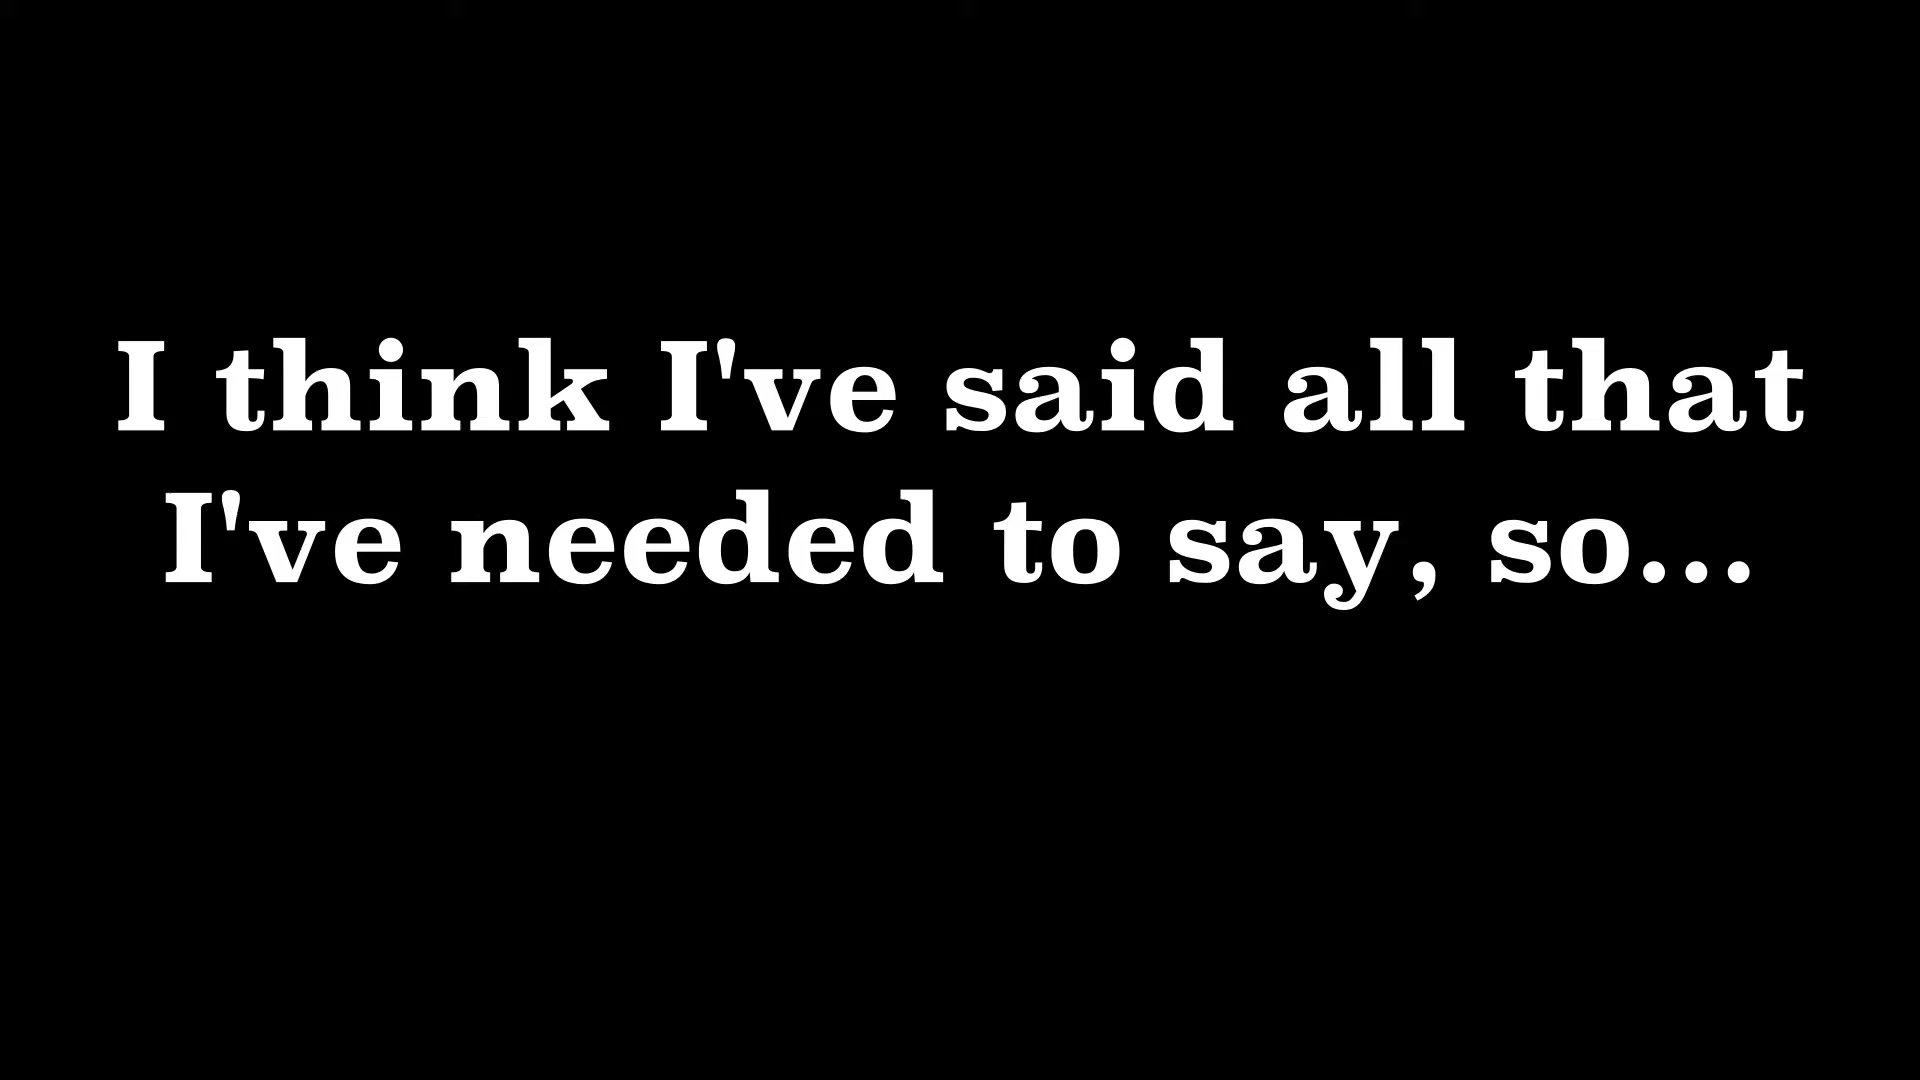 I think I've said all that
I've needed to say, so...